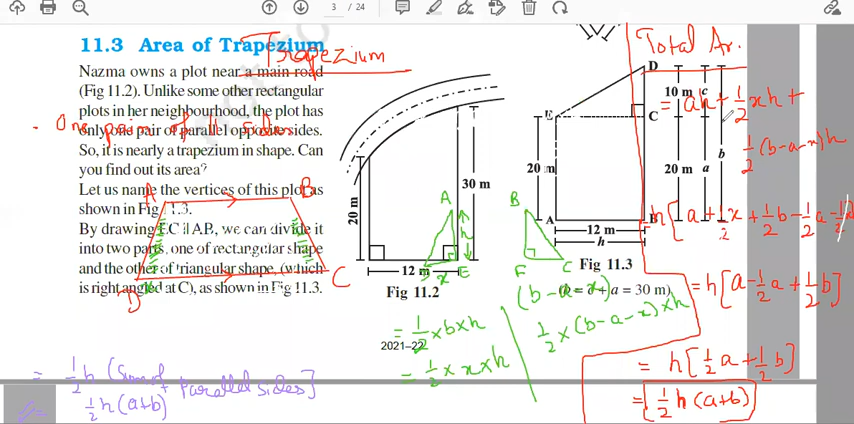 3 / 24
11.3 Area of Trapezium
Trapezium
Nazma owns a plot near a main road
(Fig 11.2). Unlike some other rectangular
plots in her neighbourhood, the plot has
only one pair of parallel opposite sides.
. One pair of parallel opp sides
So, it is nearly a trapezium in shape. Can
you find out its area?
Let us name the vertices of this plot as
shown in Fig 11.3.
By drawing EC || AB, we can divide it
into two parts, one of rectangular shape
and the other of triangular shape, (which
is right angled at C), as shown in Fig 11.3.
A
B
D
C
20 m
30 m
12 m
A
h
D
x
E
Fig 11.2
B
F
C
D
10 m
c
E
C
20 m
20 m
a
b
A
B
12 m
h
Fig 11.3
(b = c + a = 30 m)
(b-a-x)
= 1/2 × b × h
= 1/2 × x × h
1/2 × (b-a-x) × h
2021–22
Total Ar.
= ah + 1/2 xh +
1/2 (b-a-x) h
h[a + 1/2 x + 1/2 b - 1/2 a - 1/2
= h[a - 1/2 a + 1/2 b]
= h[1/2 a + 1/2 b]
= 1/2 h (a+b)
= 1/2 h (Sum of parallel sides]
1/2 h (a+b)